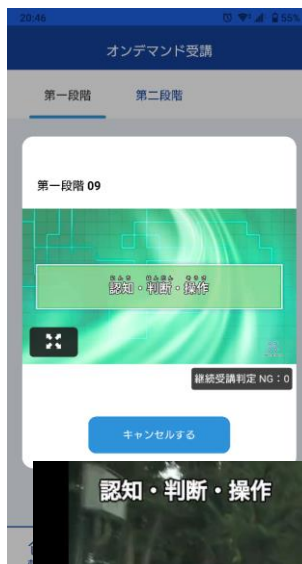 20:46
55%
オンデマンド受講
第一段階
第二段階
第一段階 09
にんち はんだん そうさ
認知・判断・操作
継続受講判定 NG：0
キャンセルする
認知・判断・操作